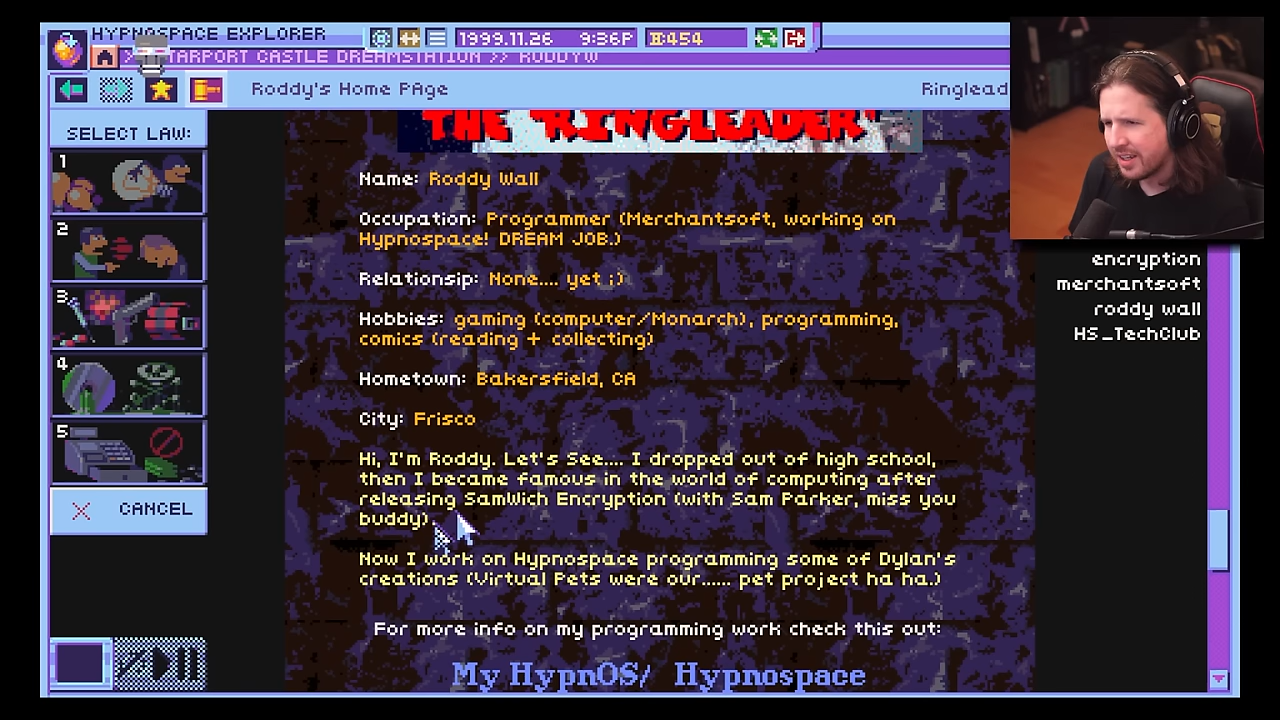 HYPNOSPACE EXPLORER
1999.11.26 9:36P
:454
TARPORT CASTLE DREAMSTATION >> RODDYW
Roddy's Home PAge
Ringlead
SELECT LAW:
1
2
3
4
5
CANCEL
THE "RINGLEADER"
Name: Roddy Wall
Occupation: Programmer (Merchantsoft, working on
Hypnospace! DREAM JOB.)
Relationsip: None.... yet ;)
Hobbies: gaming (computer/Monarch), programming,
comics (reading + collecting)
Hometown: Bakersfield, CA
City: Frisco
Hi, I'm Roddy. Let's See.... I dropped out of high school,
then I became famous in the world of computing after
releasing SamWich Encryption (with Sam Parker, miss you
buddy).
Now I work on Hypnospace programming some of Dylan's
creations (Virtual Pets were our...... pet project ha ha.)
For more info on my programming work check this out:
My HypnOS/ Hypnospace
encryption
merchantsoft
roddy wall
HS_TechClub